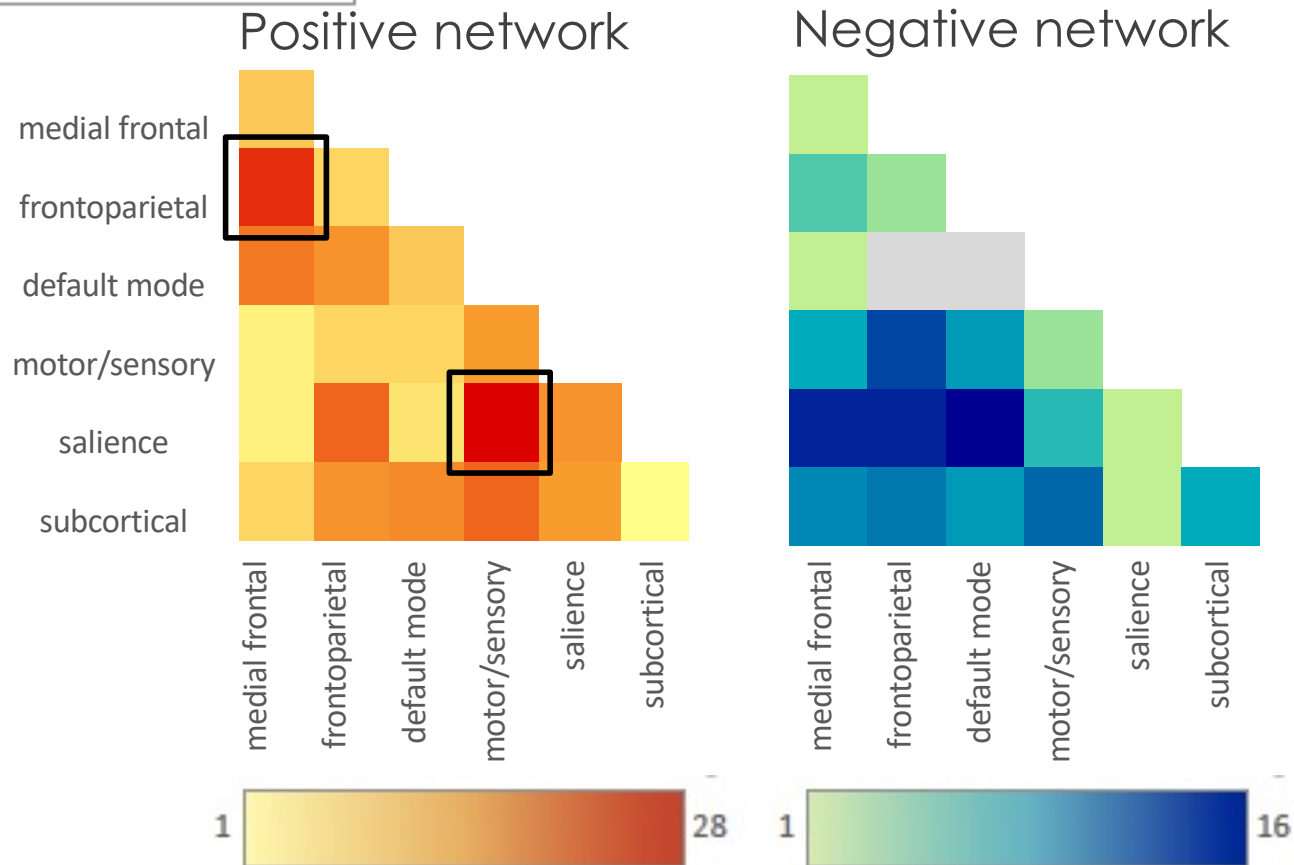 Positive network
Negative network
medial frontal
frontoparietal
default mode
motor/sensory
salience
subcortical
medial frontal
frontoparietal
default mode
motor/sensory
salience
subcortical
medial frontal
frontoparietal
default mode
motor/sensory
salience
subcortical
1
28
1
16